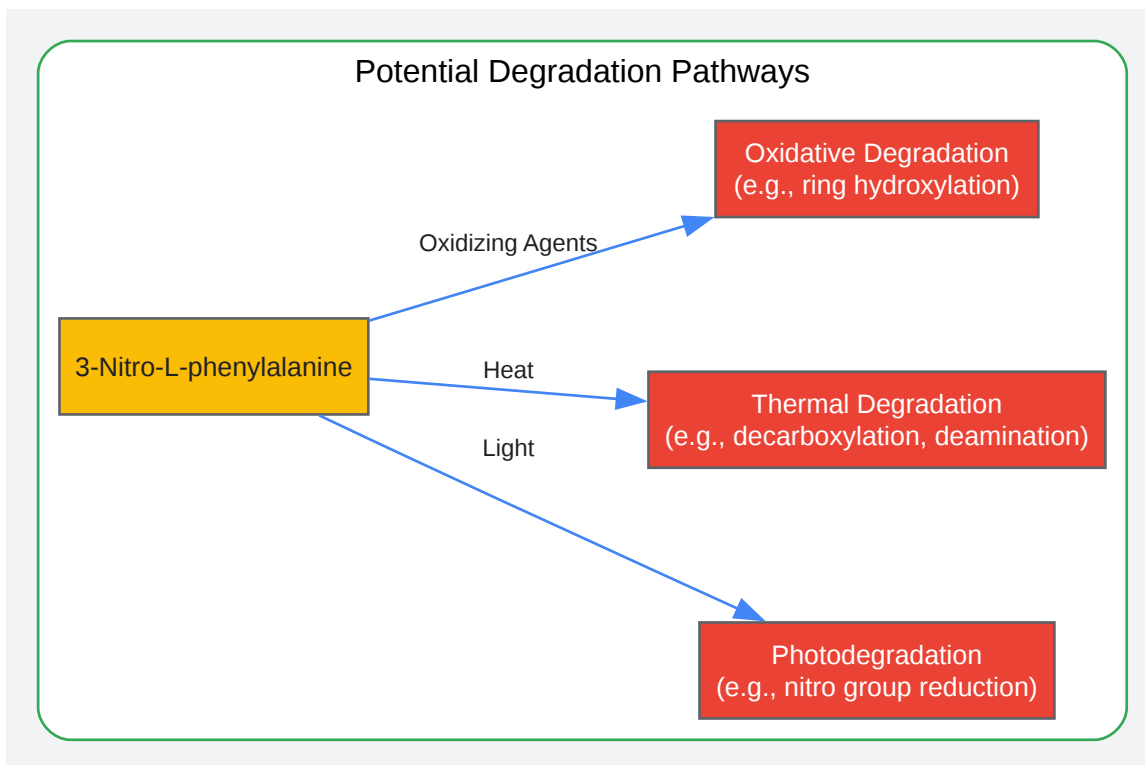 Potential Degradation Pathways
Oxidative Degradation
(e.g., ring hydroxylation)
Oxidizing Agents
3-Nitro-L-phenylalanine
Heat
Thermal Degradation
(e.g., decarboxylation, deamination)
Light
Photodegradation
(e.g., nitro group reduction)